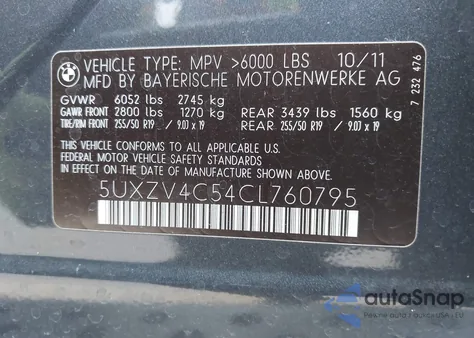 BMW
VEHICLE TYPE: MPV >6000 LBS 10/11
MFD BY BAYERISCHE MOTORENWERKE AG
GVWR 6052 lbs 2745 kg
GAWR FRONT 2800 lbs 1270 kg REAR 3439 lbs 1560 kg
TIRE/RIM FRONT 255/50 R19 / 9.0J x 19 REAR 255/50 R19 / 9.0J x 19
THIS VEHICLE CONFORMS TO ALL APPLICABLE
FEDERAL MOTOR VEHICLE SAFETY STANDARDS
IN EFFECT ON THE DATE OF MANUFACTURE
SHOWN ABOVE.
5UXZV4C54CL760795
7 232 476
autoSnap